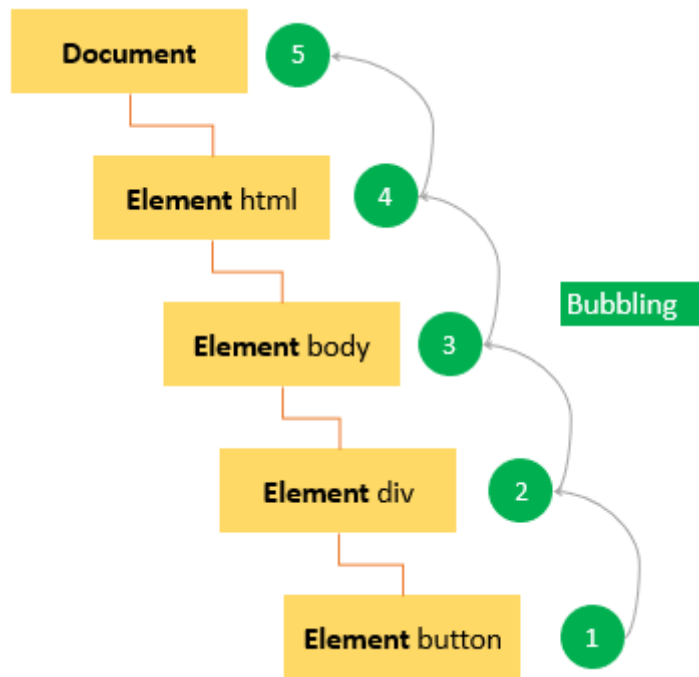 Document
5
Element html
4
Bubbling
Element body
3
Element div
2
Element button
1